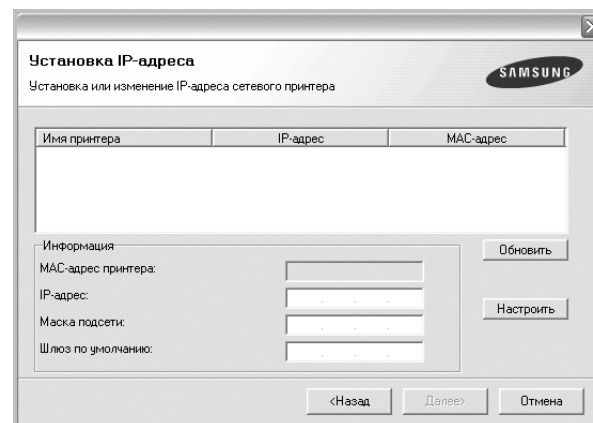 Установка IP-адреса
Установка или изменение IP-адреса сетевого принтера
SAMSUNG
Имя принтера IP-адрес MAC-адрес
Информация
Обновить
MAC-адрес принтера:
IP-адрес:
Настроить
Маска подсети:
Шлюз по умолчанию:
<Назад Далее> Отмена